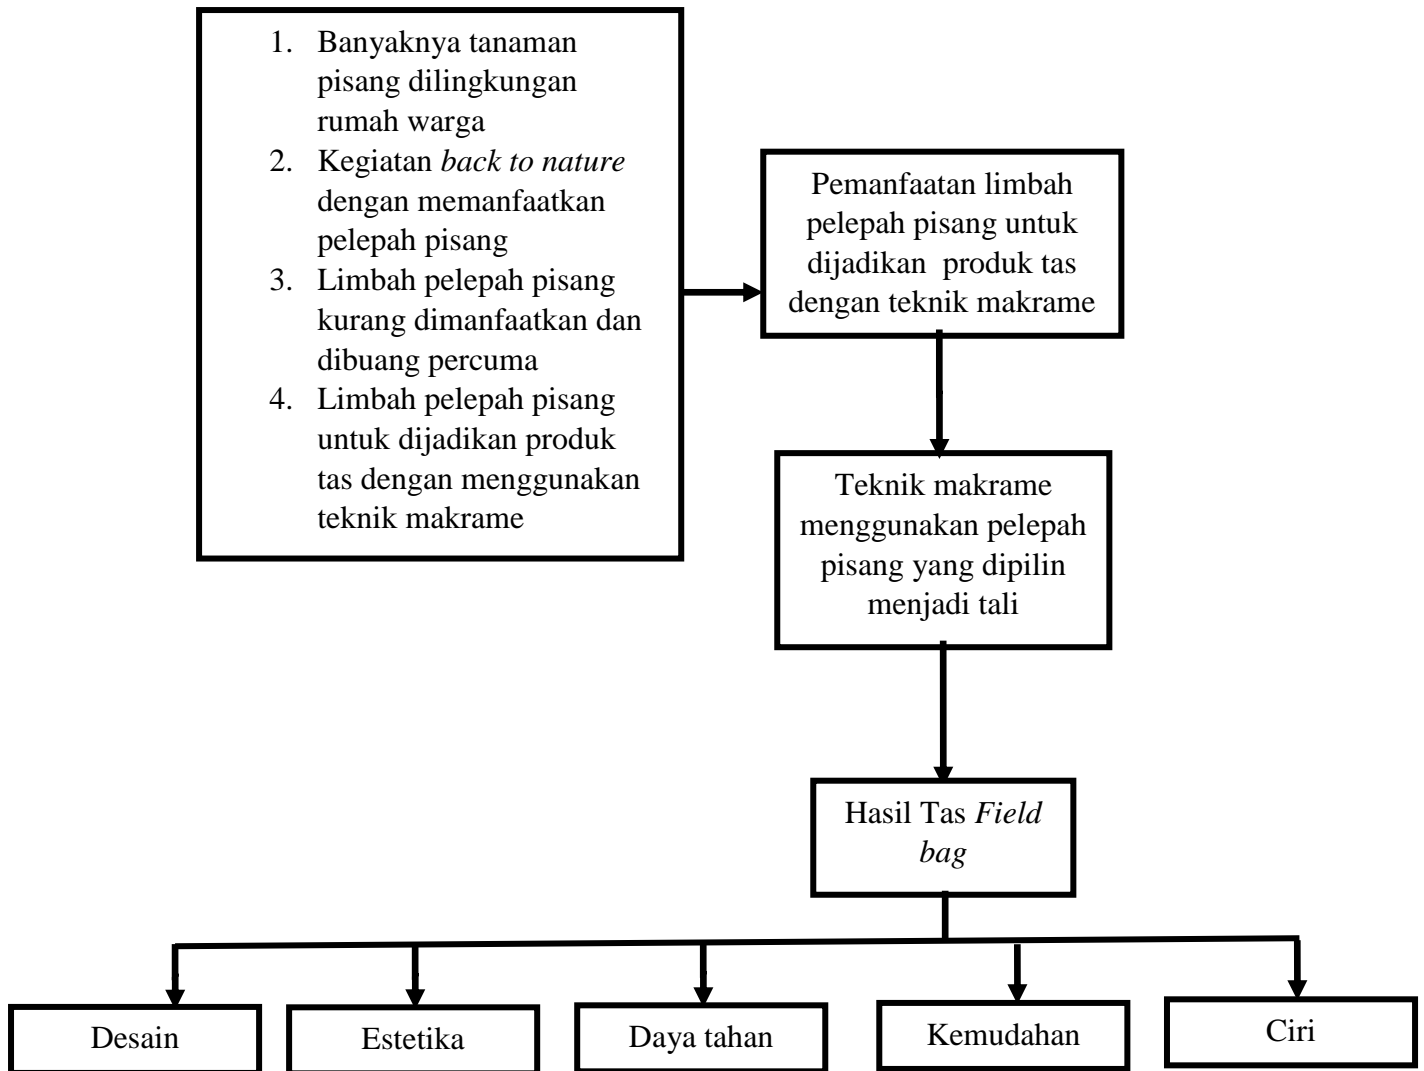 1. Banyaknya tanaman
pisang dilingkungan
rumah warga
2. Kegiatan back to nature
dengan memanfaatkan
pelepah pisang
3. Limbah pelepah pisang
kurang dimanfaatkan dan
dibuang percuma
4. Limbah pelepah pisang
untuk dijadikan produk
tas dengan menggunakan
teknik makrame
Pemanfaatan limbah
pelepah pisang untuk
dijadikan produk tas
dengan teknik makrame
Teknik makrame
menggunakan pelepah
pisang yang dipilin
menjadi tali
Hasil Tas Field
bag
Desain
Estetika
Daya tahan
Kemudahan
Ciri